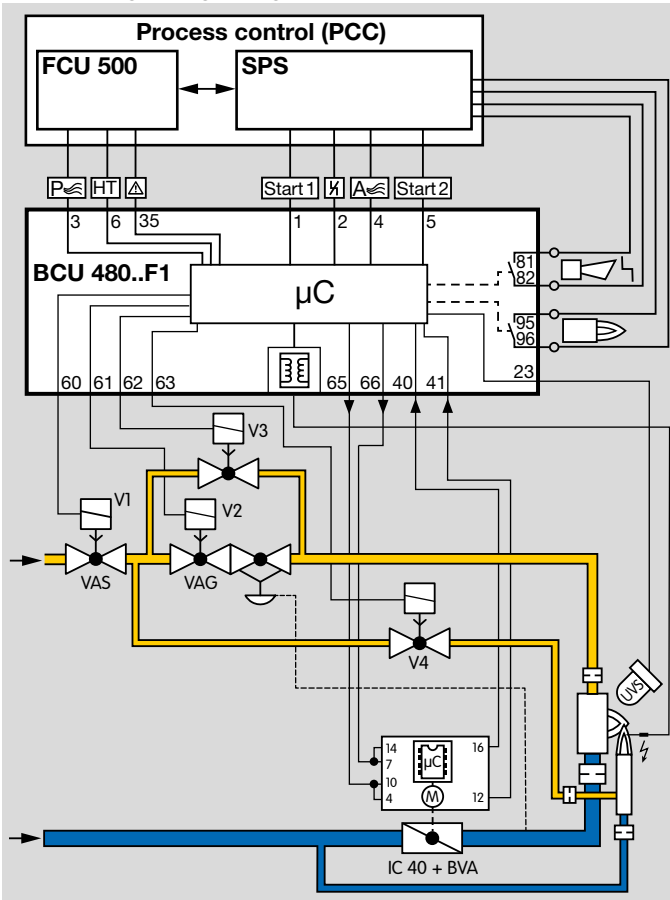 Process control (PCC)
FCU 500
SPS
P
HT
Start 1
A
Start 2
3
6
35
1
2
4
5
BCU 480..F1
µC
81
82
95
96
60
61
62
63
65
66
40
41
23
V3
V1
V2
VAS
VAG
V4
UVS
14
7
10
4
µC
M
16
12
IC 40 + BVA